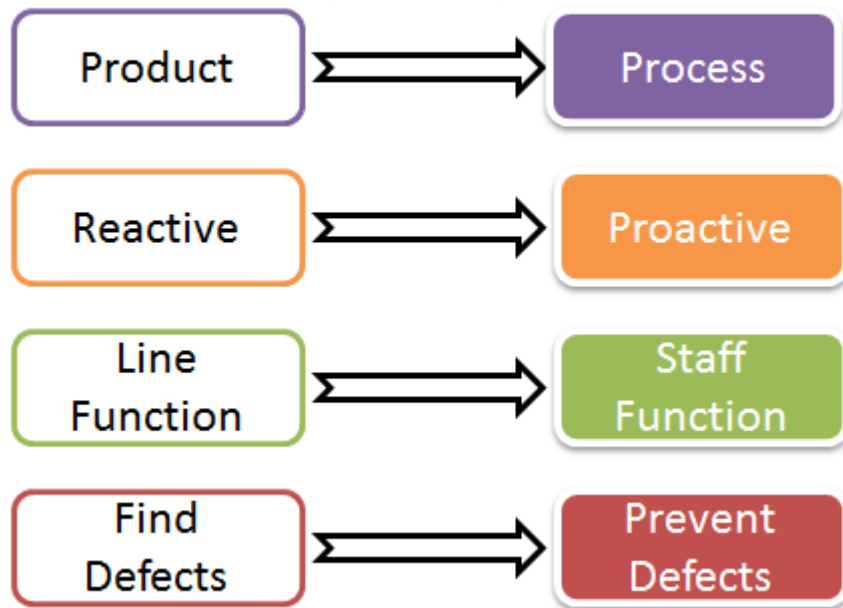 Product
Process
Reactive
Proactive
Line
Function
Staff
Function
Find
Defects
Prevent
Defects